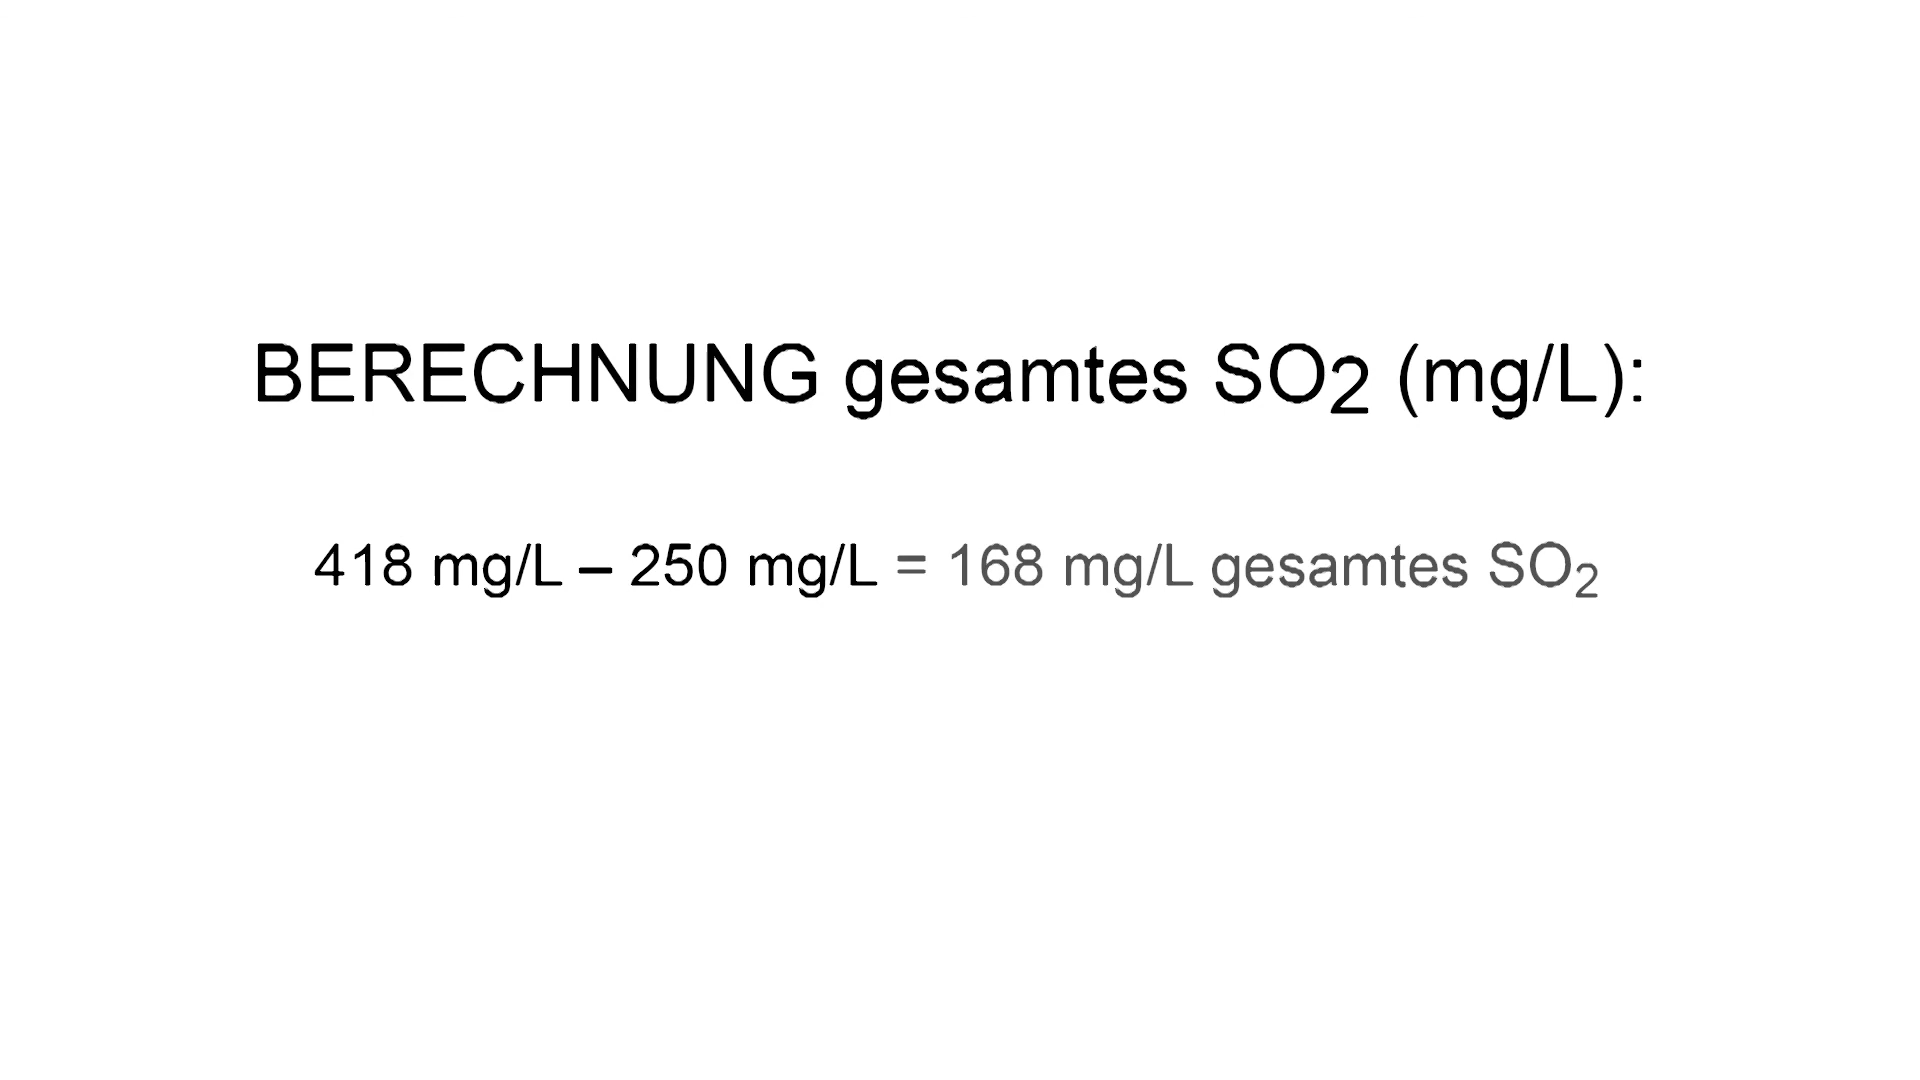 BERECHNUNG gesamtes SO2 (mg/L):
418 mg/L – 250 mg/L = 168 mg/L gesamtes SO₂